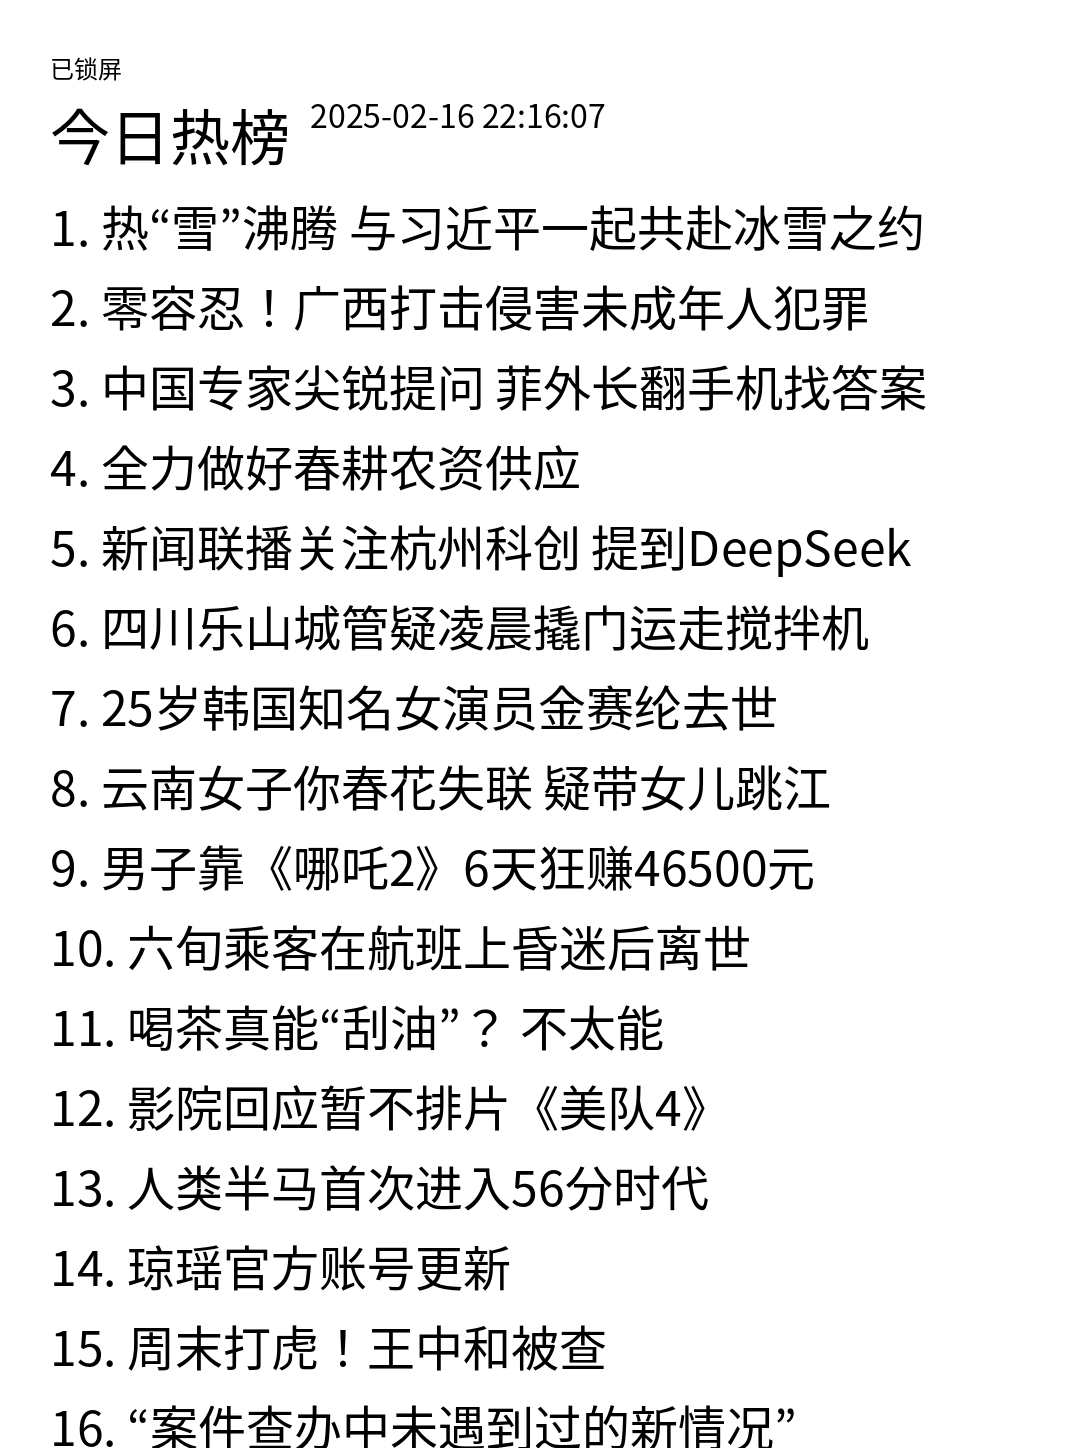 已锁屏
今日热榜 2025-02-16 22:16:07
1. 热“雪”沸腾 与习近平一起共赴冰雪之约
2. 零容忍！广西打击侵害未成年人犯罪
3. 中国专家尖锐提问 菲外长翻手机找答案
4. 全力做好春耕农资供应
5. 新闻联播关注杭州科创 提到DeepSeek
6. 四川乐山城管疑凌晨撬门运走搅拌机
7. 25岁韩国知名女演员金赛纶去世
8. 云南女子你春花失联 疑带女儿跳江
9. 男子靠《哪吒2》6天狂赚46500元
10. 六旬乘客在航班上昏迷后离世
11. 喝茶真能“刮油”？ 不太能
12. 影院回应暂不排片《美队4》
13. 人类半马首次进入56分时代
14. 琼瑶官方账号更新
15. 周末打虎！王中和被查
16. “案件查办中未遇到过的新情况”